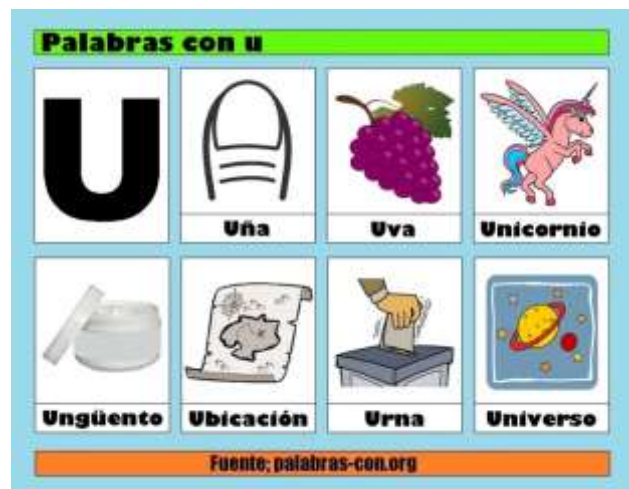 Palabras con u
U
Uña
Uva
Unicornio
Ungüento
Ubicación
Urna
Universo
Fuente; palabras-con.org